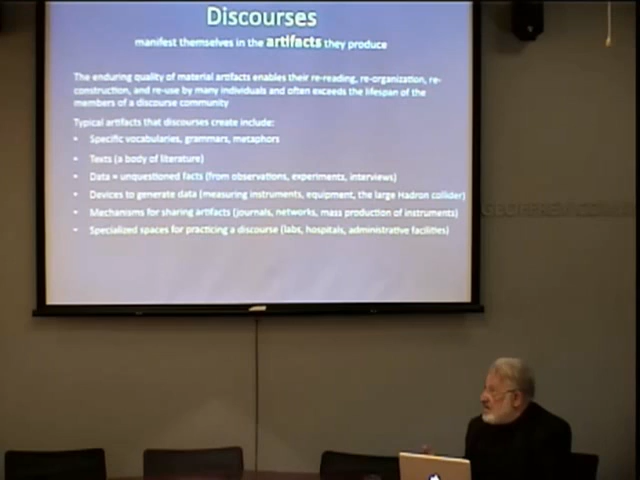 Discourses
manifest themselves in the artifacts they produce
The enduring quality of material artifacts enables their re-reading, re-organization, re-
construction, and re-use by many individuals and often exceeds the lifespan of the
members of a discourse community
Typical artifacts that discourses create include:
• Specific vocabularies, grammars, metaphors
• Texts (a body of literature)
• Data = unquestioned facts (from observations, experiments, interviews)
• Devices to generate data (measuring instruments, equipment, the large Hadron collider)
• Mechanisms for sharing artifacts (journals, networks, mass production of instruments)
• Specialized spaces for practicing a discourse (labs, hospitals, administrative facilities)
GEOFFREY